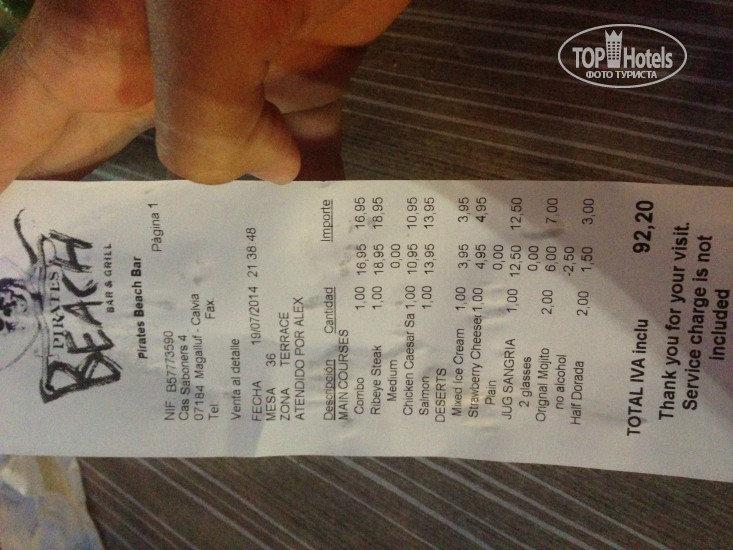 PIRATES
BEACH
BAR & GRILL
Pirates Beach Bar
Página 1
NIF: B57773590
Cas Saboners 4
07184 Magalluf - Calvia
Tel: Fax
Venta al detalle
FECHA 19/07/2014 21:38:48
MESA 36
ZONA TERRACE
ATENDIDO POR ALEX
Descripción Cantidad Importe
MAIN COURSES
Combo 1,00 16,95 16,95
Ribeye Steak 1,00 18,95 18,95
Medium 0,00
Chicken Caesar Sa 1,00 10,95 10,95
Salmon 1,00 13,95 13,95
DESERTS
Mixed Ice Cream 1,00 3,95 3,95
Strawberry Cheesec 1,00 4,95 4,95
Plain 0,00
JUG SANGRIA 1,00 12,50 12,50
2 glasses 0,00
Orignal Mojito 2,00 6,00 7,00
no alcohol -2,50
Half Dorada 2,00 1,50 3,00
TOTAL IVA inclu 92,20
Thank you for your visit.
Service charge is not
included
TOP Hotels
ФОТО ТУРИСТА